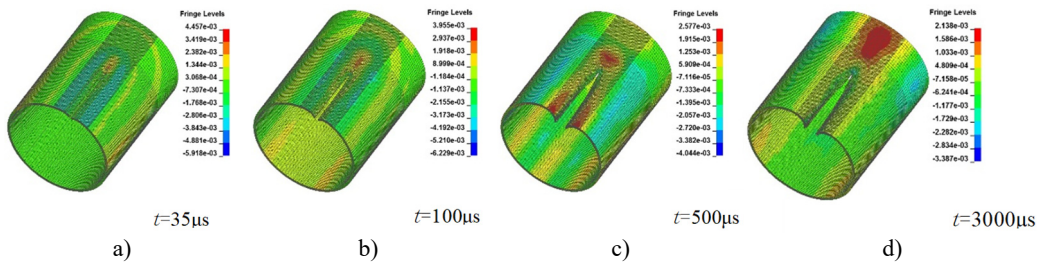 Fringe Levels
4.457e-03
3.419e-03
2.382e-03
1.344e-03
3.068e-04
-7.307e-04
-1.768e-03
-2.806e-03
-3.843e-03
-4.881e-03
-5.918e-03
t=35μs
a)
Fringe Levels
3.955e-03
2.937e-03
1.918e-03
8.999e-04
-1.184e-04
-1.137e-03
-2.155e-03
-3.173e-03
-4.192e-03
-5.210e-03
-6.229e-03
t=100μs
b)
Fringe Levels
2.577e-03
1.915e-03
1.253e-03
5.909e-04
-7.116e-05
-7.333e-04
-1.395e-03
-2.057e-03
-2.720e-03
-3.382e-03
-4.044e-03
t=500μs
c)
Fringe Levels
2.138e-03
1.586e-03
1.033e-03
4.809e-04
-7.158e-05
-6.241e-04
-1.177e-03
-1.729e-03
-2.282e-03
-2.834e-03
-3.387e-03
t=3000μs
d)